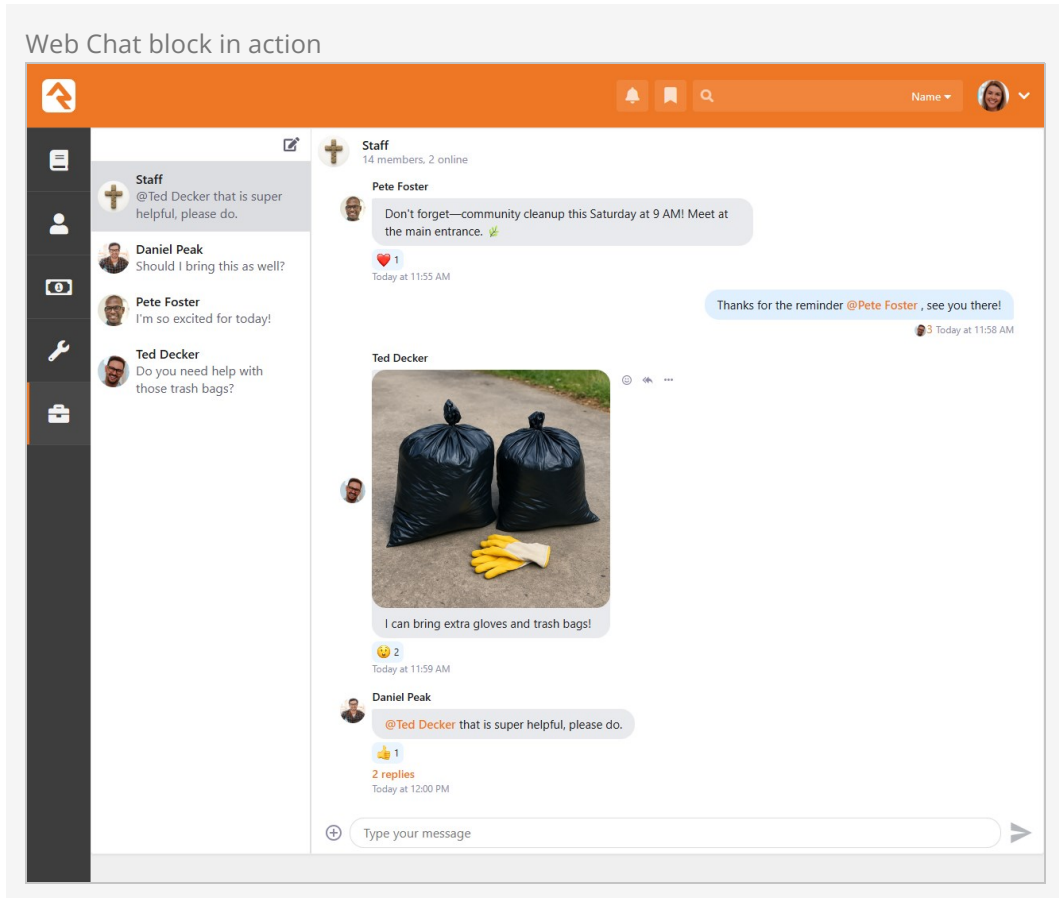 Web Chat block in action
Name
Staff
@Ted Decker that is super
helpful, please do.
Daniel Peak
Should I bring this as well?
Pete Foster
I'm so excited for today!
Ted Decker
Do you need help with
those trash bags?
Staff
14 members, 2 online
Pete Foster
Don't forget—community cleanup this Saturday at 9 AM! Meet at
the main entrance. 🌿
❤️ 1
Today at 11:55 AM
Thanks for the reminder @Pete Foster , see you there!
3 Today at 11:58 AM
Ted Decker
I can bring extra gloves and trash bags!
😲 2
Today at 11:59 AM
Daniel Peak
@Ted Decker that is super helpful, please do.
👍 1
2 replies
Today at 12:00 PM
Type your message